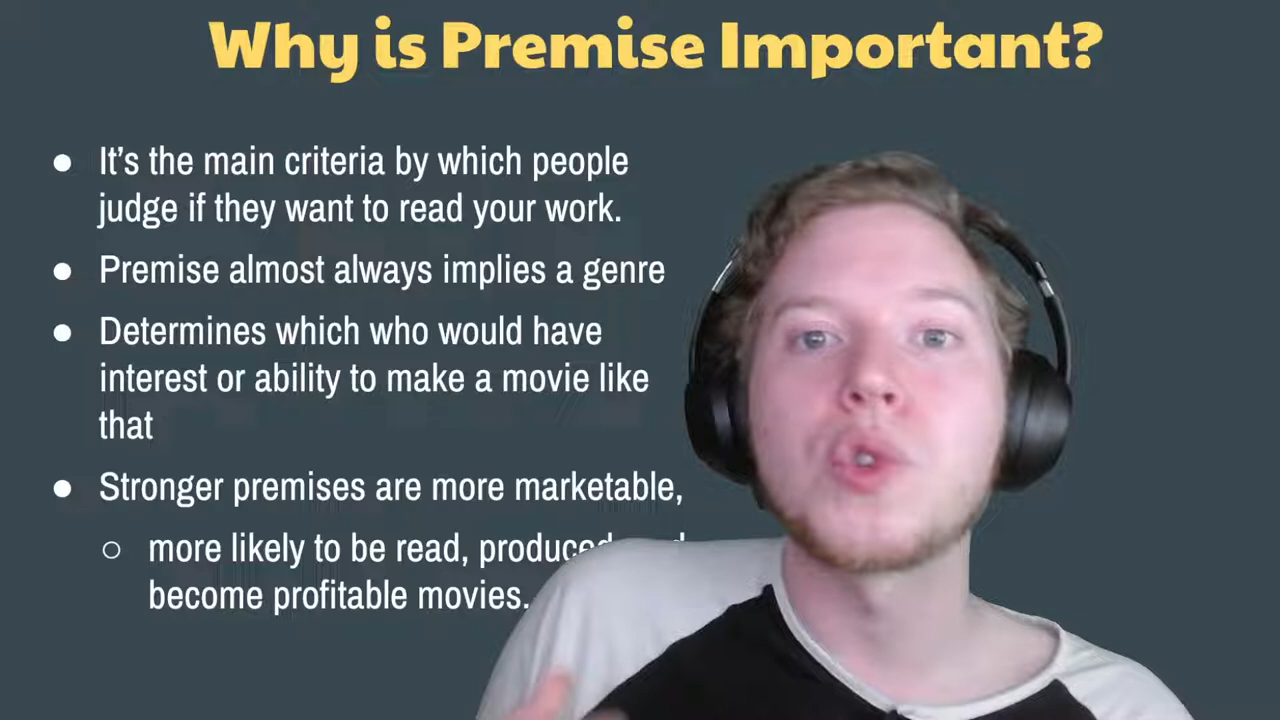 Why is Premise Important?
● It’s the main criteria by which people
judge if they want to read your work.
● Premise almost always implies a genre
● Determines which who would have
interest or ability to make a movie like
that
● Stronger premises are more marketable,
○ more likely to be read, produced
become profitable movies.